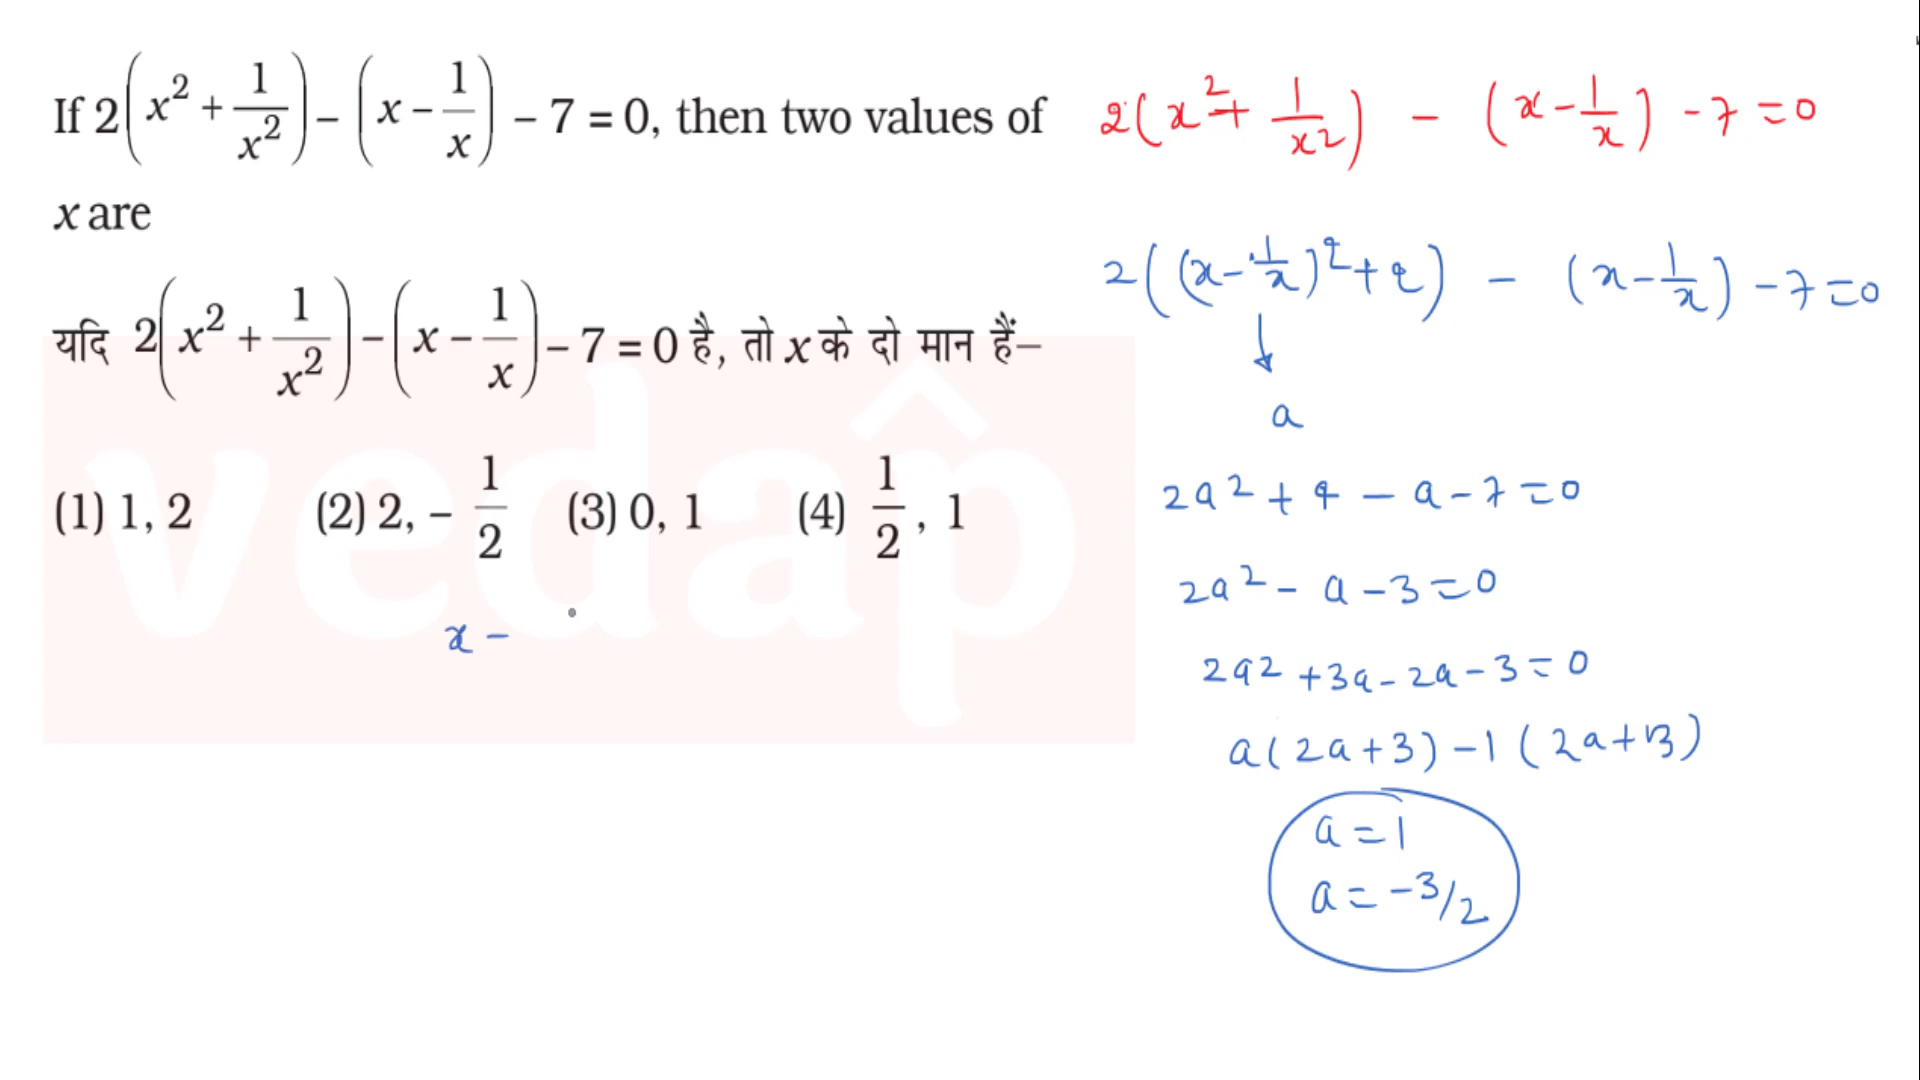 If 2(x² + 1/x²) – (x – 1/x) – 7 = 0, then two values of
x are
यदि 2(x² + 1/x²) – (x – 1/x) – 7 = 0 है, तो x के दो मान हैं–
(1) 1, 2 (2) 2, – 1/2 (3) 0, 1 (4) 1/2, 1
x –
vedap
2(x² + 1/x²) – (x – 1/x) – 7 = 0
2((x – 1/x)² + 2) – (x – 1/x) – 7 = 0
a
2a² + 4 – a – 7 = 0
2a² – a – 3 = 0
2a² + 3a – 2a – 3 = 0
a(2a + 3) – 1(2a + 3)
a = 1
a = –3/2